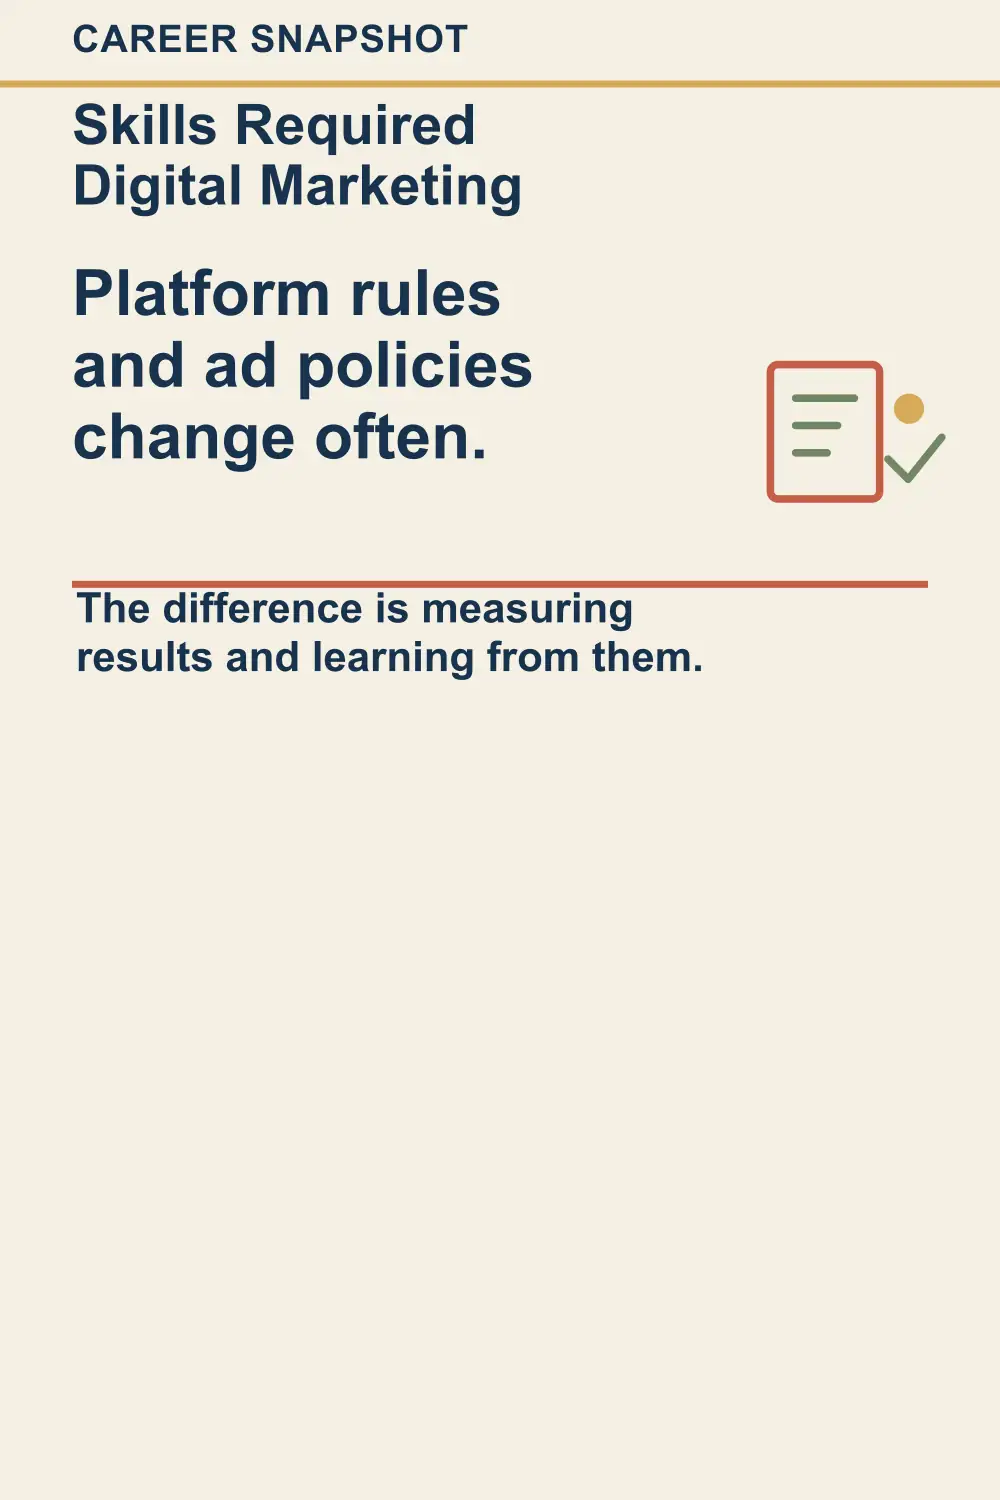 CAREER SNAPSHOT
Skills Required
Digital Marketing
Platform rules
and ad policies
change often.
The difference is measuring
results and learning from them.